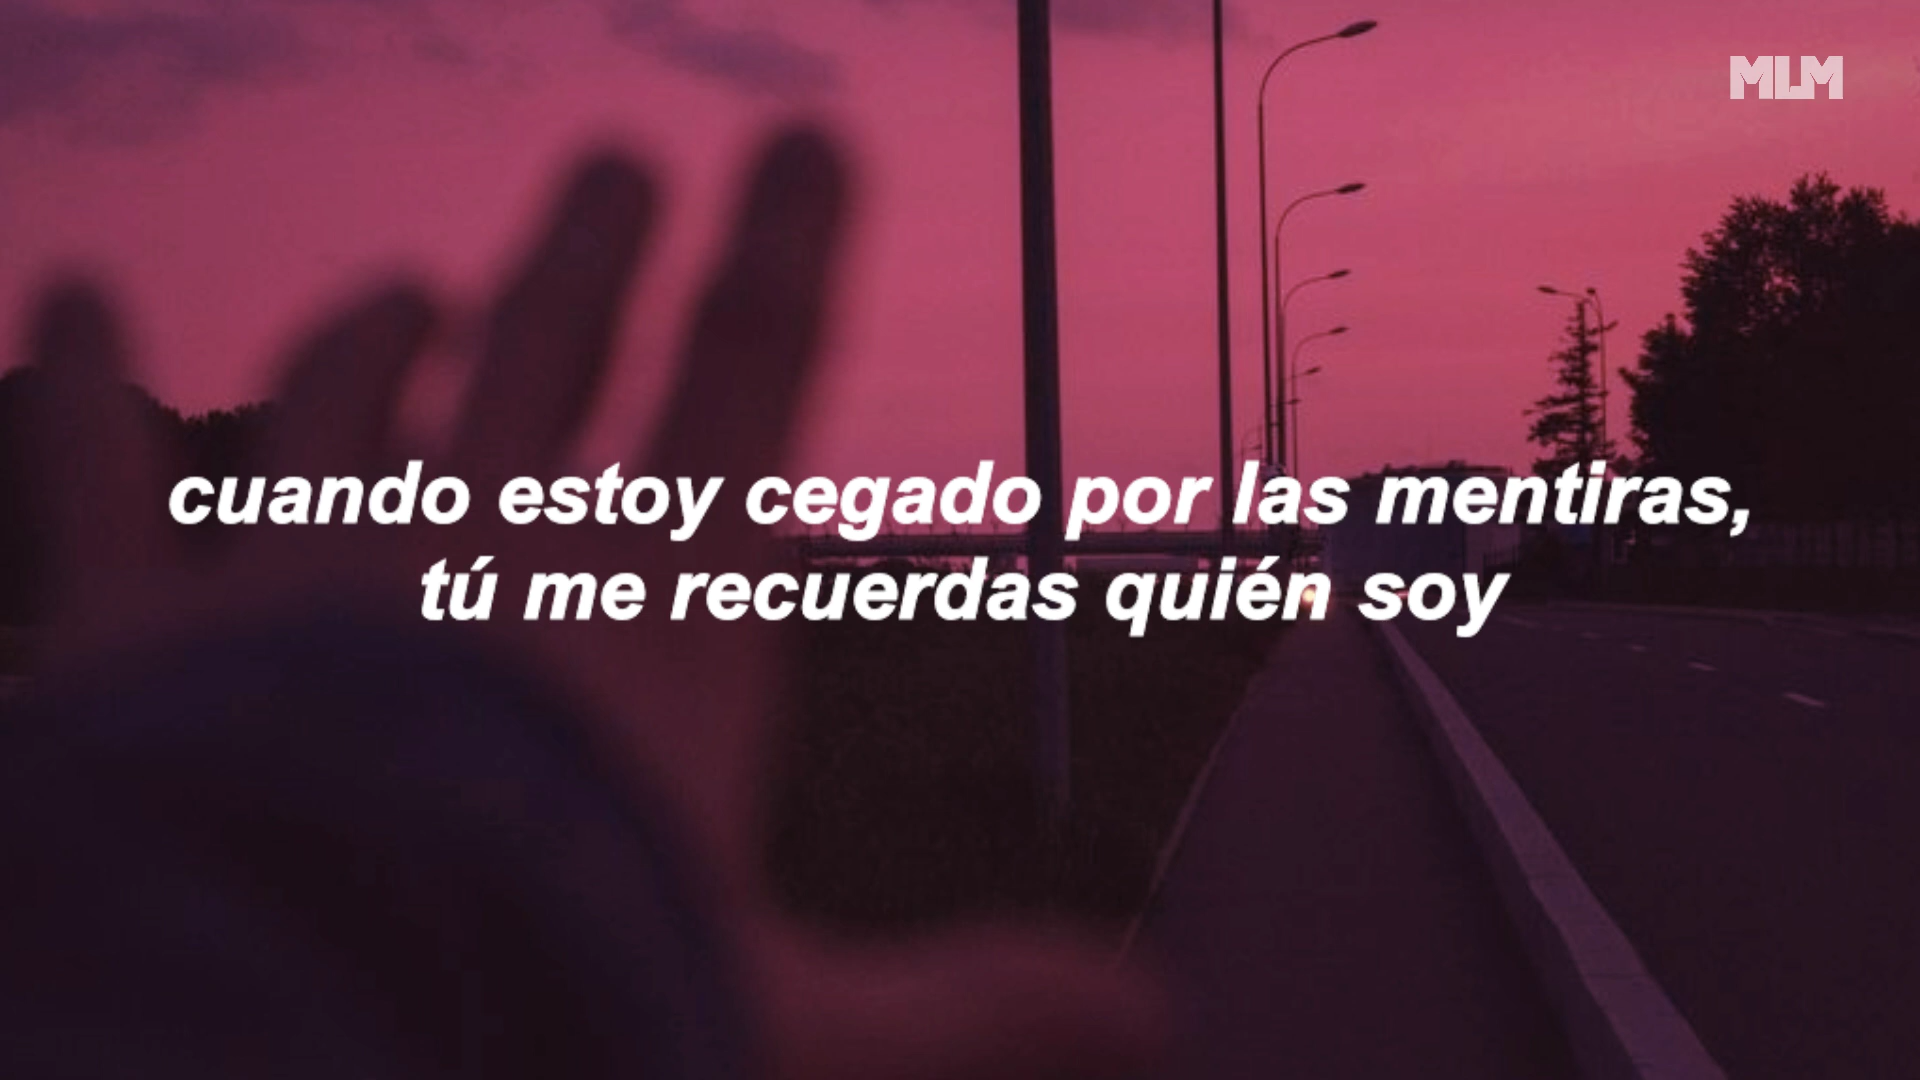 MLM
cuando estoy cegado por las mentiras,
tú me recuerdas quién soy